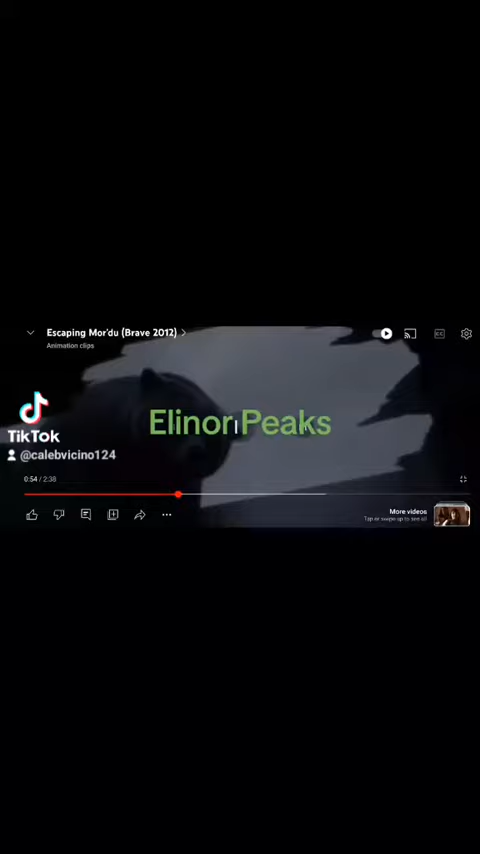 Escaping Mor'du (Brave 2012)
Animation clips
CC
Elinor Peaks
TikTok
@calebvicino124
0:54 / 2:38
More videos
Tap or swipe up to see all